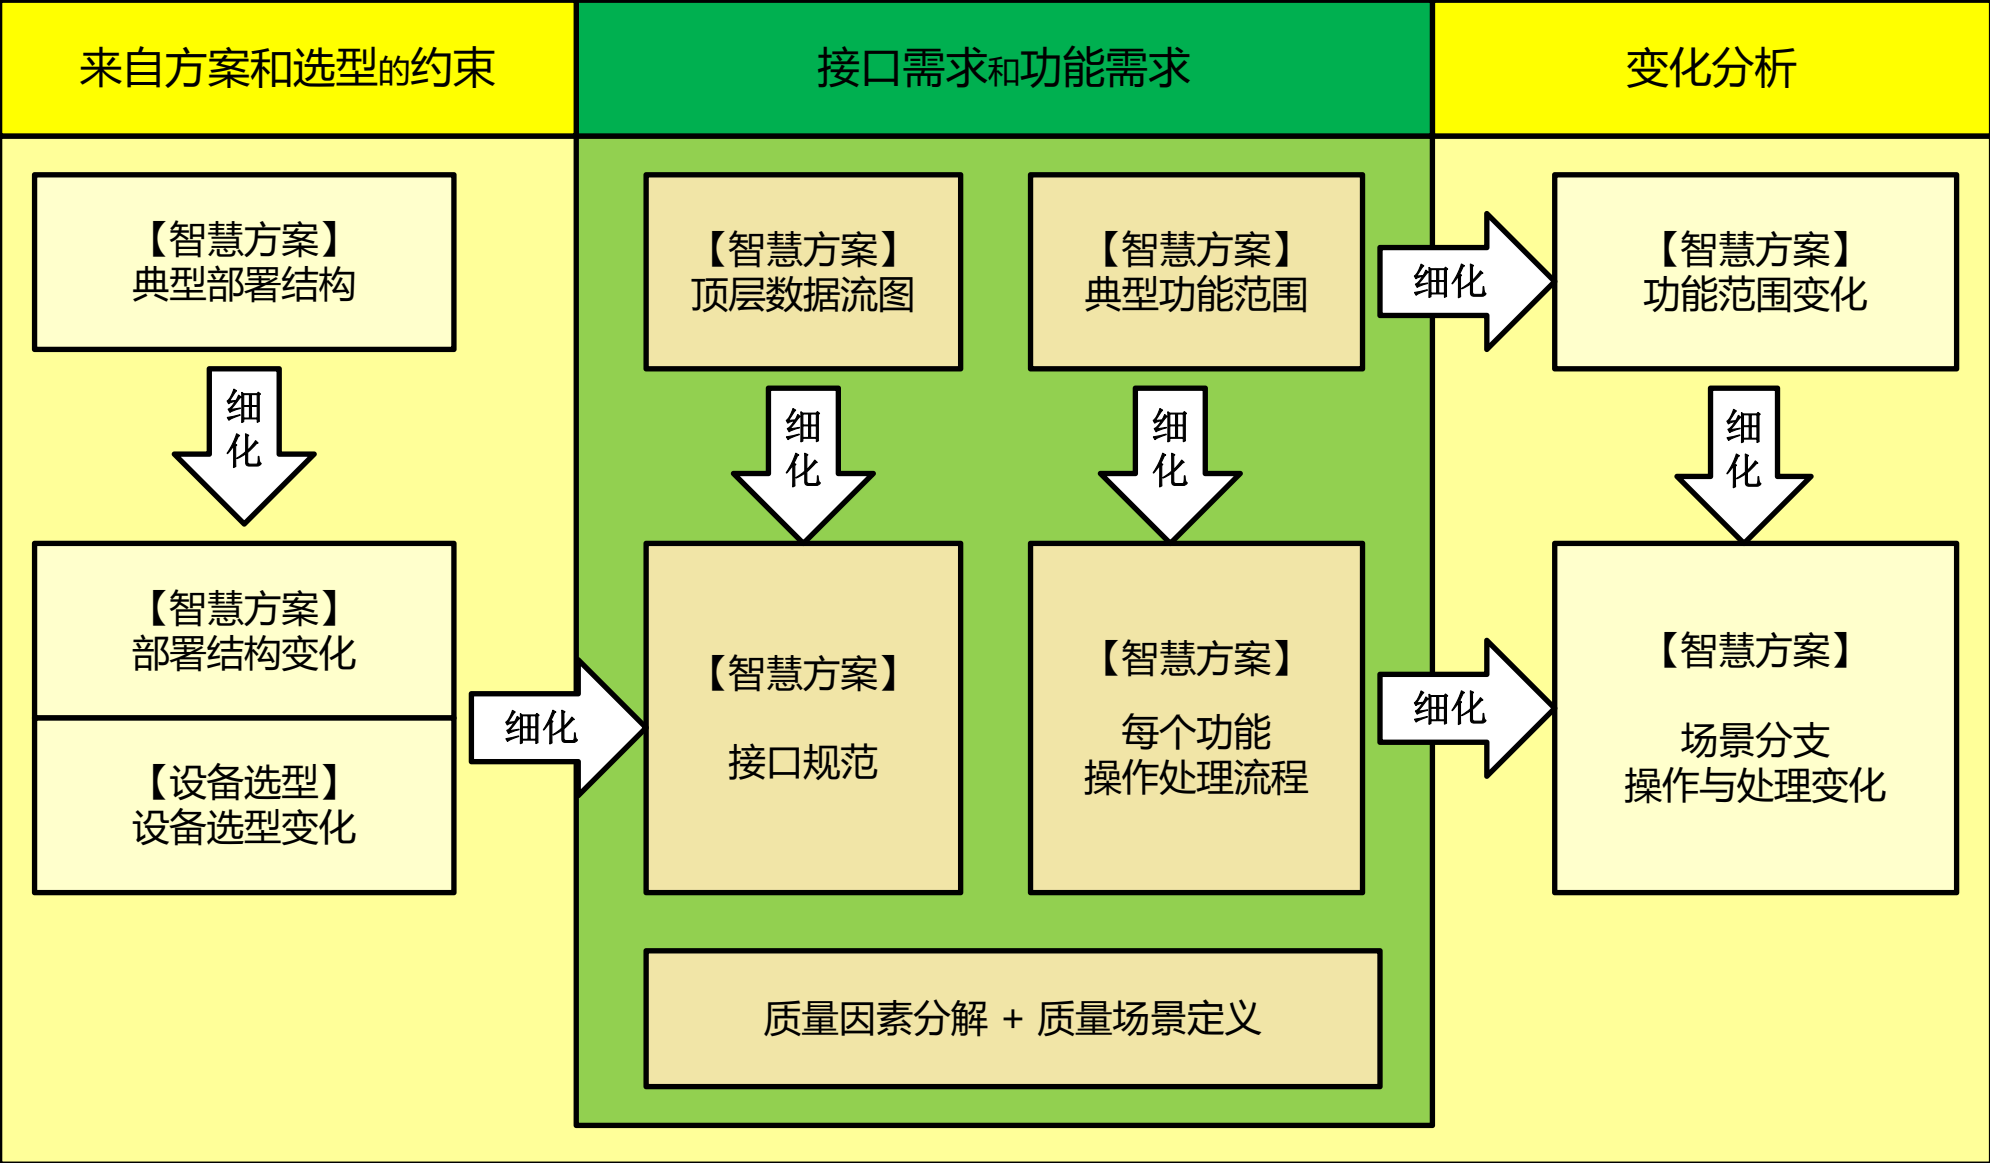 来自方案和选型的约束
接口需求和功能需求
变化分析
【智慧方案】
典型部署结构
细
化
【智慧方案】
部署结构变化
【设备选型】
设备选型变化
细化
【智慧方案】
顶层数据流图
细
化
【智慧方案】
接口规范
【智慧方案】
典型功能范围
细
化
【智慧方案】
每个功能
操作处理流程
质量因素分解 + 质量场景定义
细化
细化
【智慧方案】
功能范围变化
细
化
【智慧方案】
场景分支
操作与处理变化